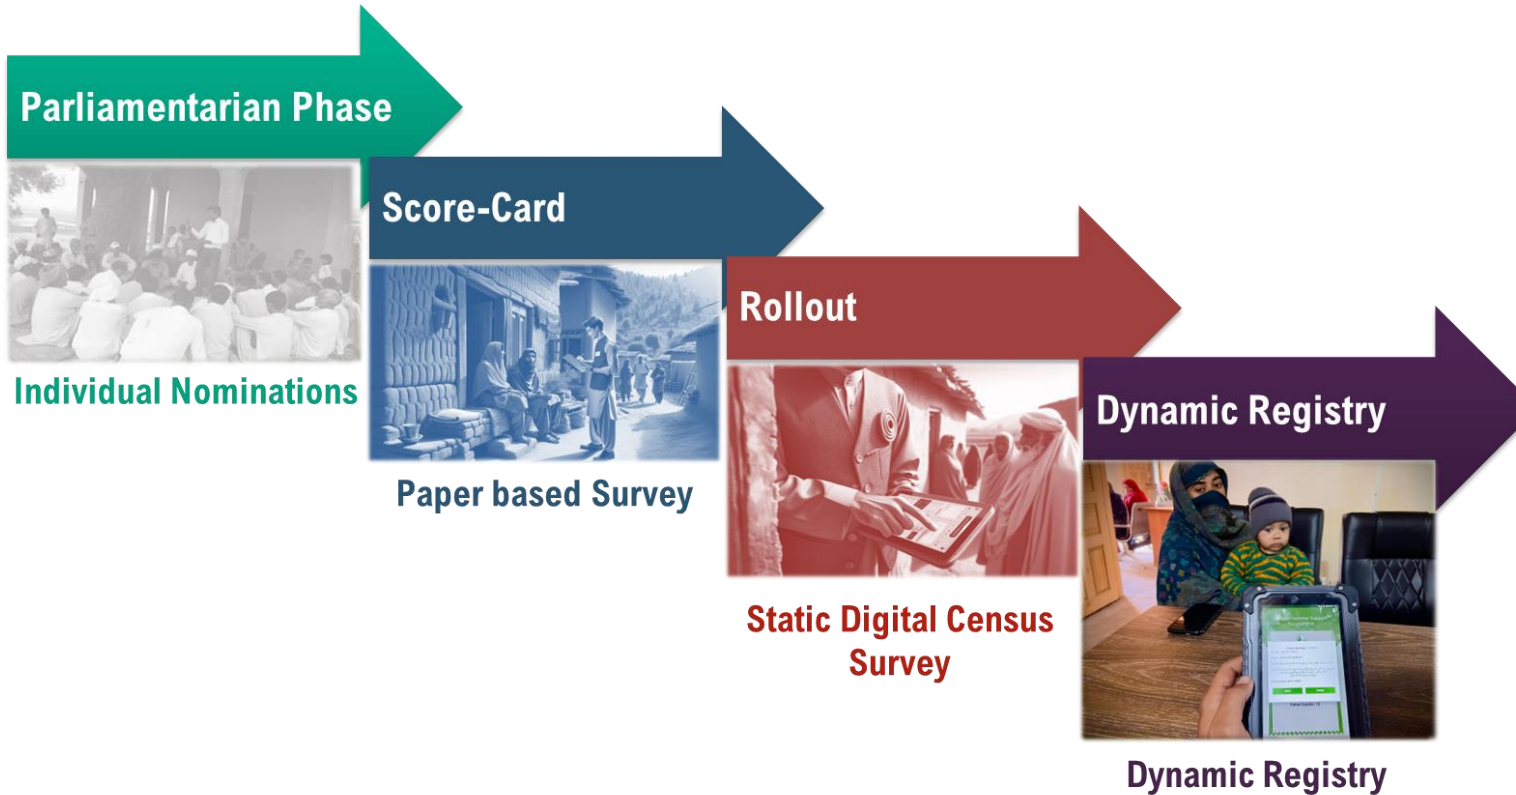 Parliamentarian Phase
Individual Nominations
Score-Card
Paper based Survey
Rollout
Static Digital Census
Survey
Dynamic Registry
Dynamic Registry